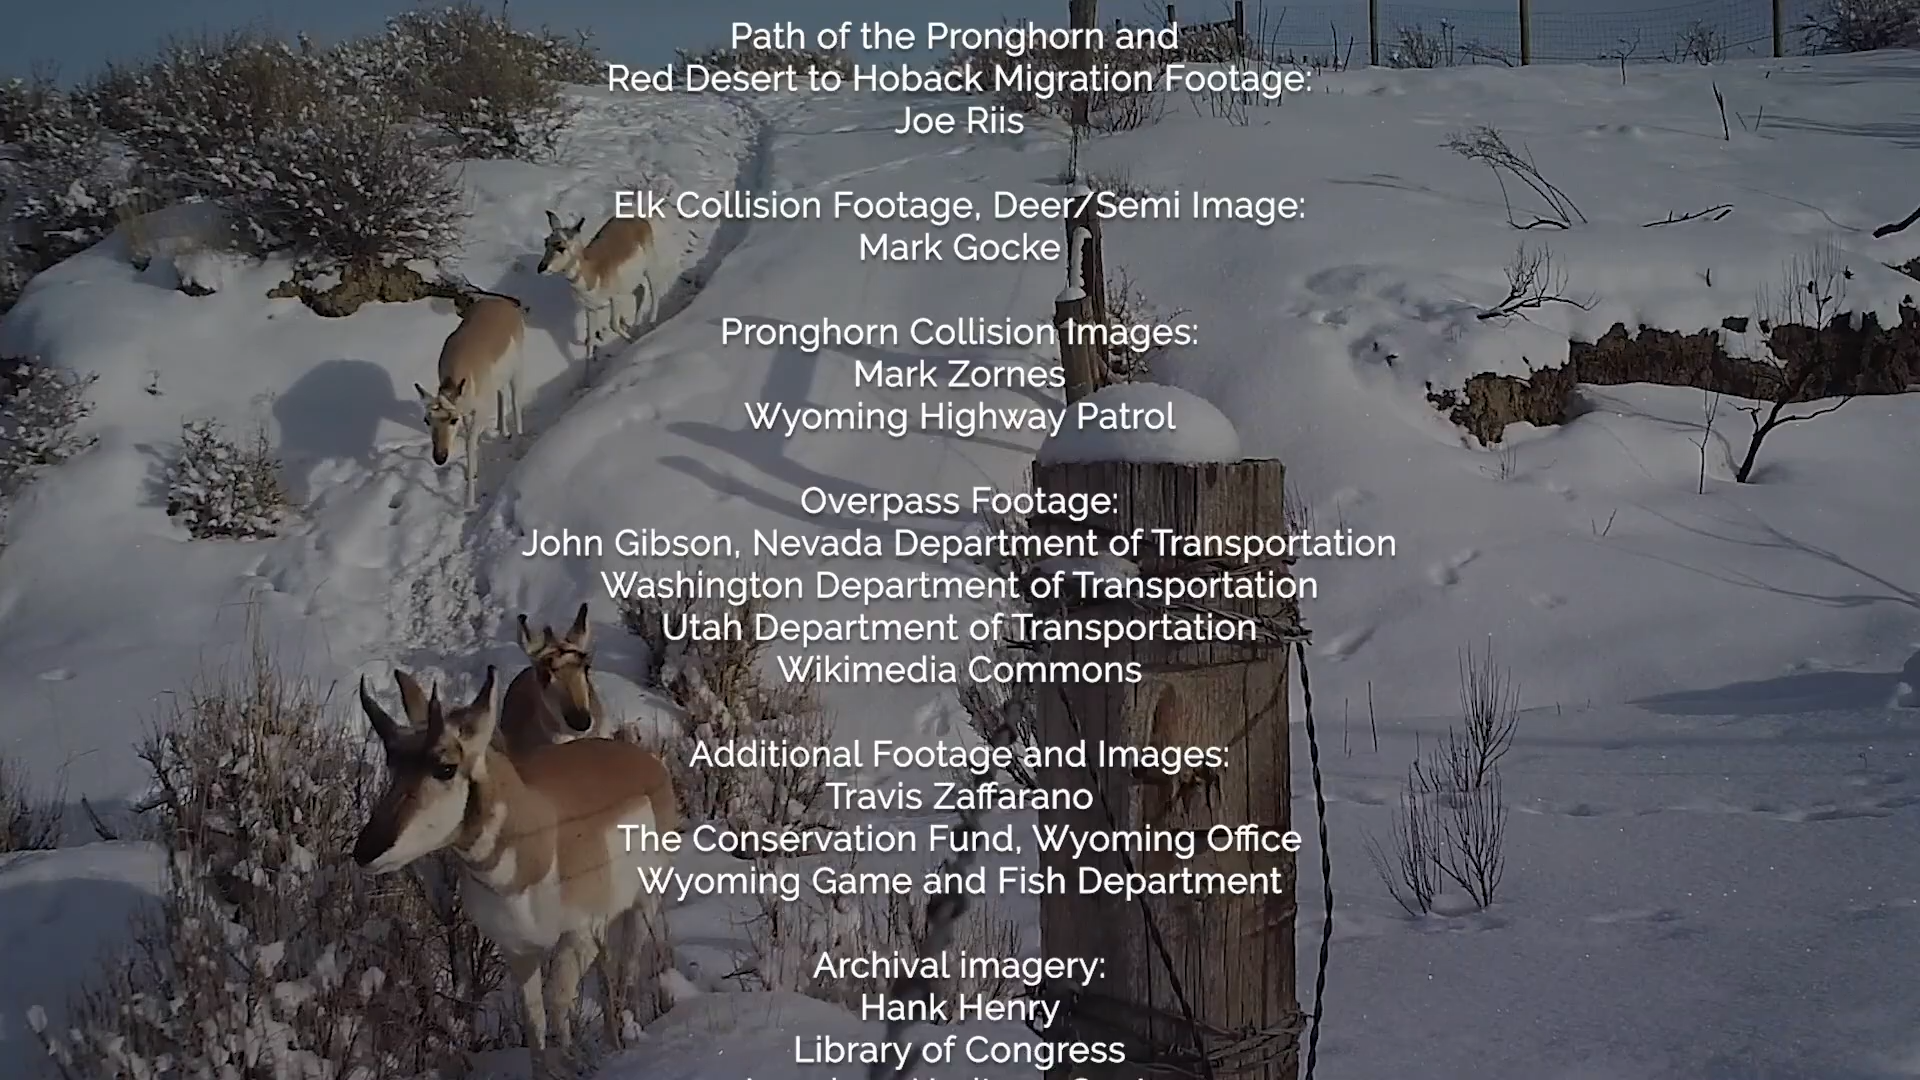 Path of the Pronghorn and
Red Desert to Hoback Migration Footage:
Joe Riis
Elk Collision Footage, Deer/Semi Image:
Mark Gocke
Pronghorn Collision Images:
Mark Zornes
Wyoming Highway Patrol
Overpass Footage:
John Gibson, Nevada Department of Transportation
Washington Department of Transportation
Utah Department of Transportation
Wikimedia Commons
Additional Footage and Images:
Travis Zaffarano
The Conservation Fund, Wyoming Office
Wyoming Game and Fish Department
Archival imagery:
Hank Henry
Library of Congress